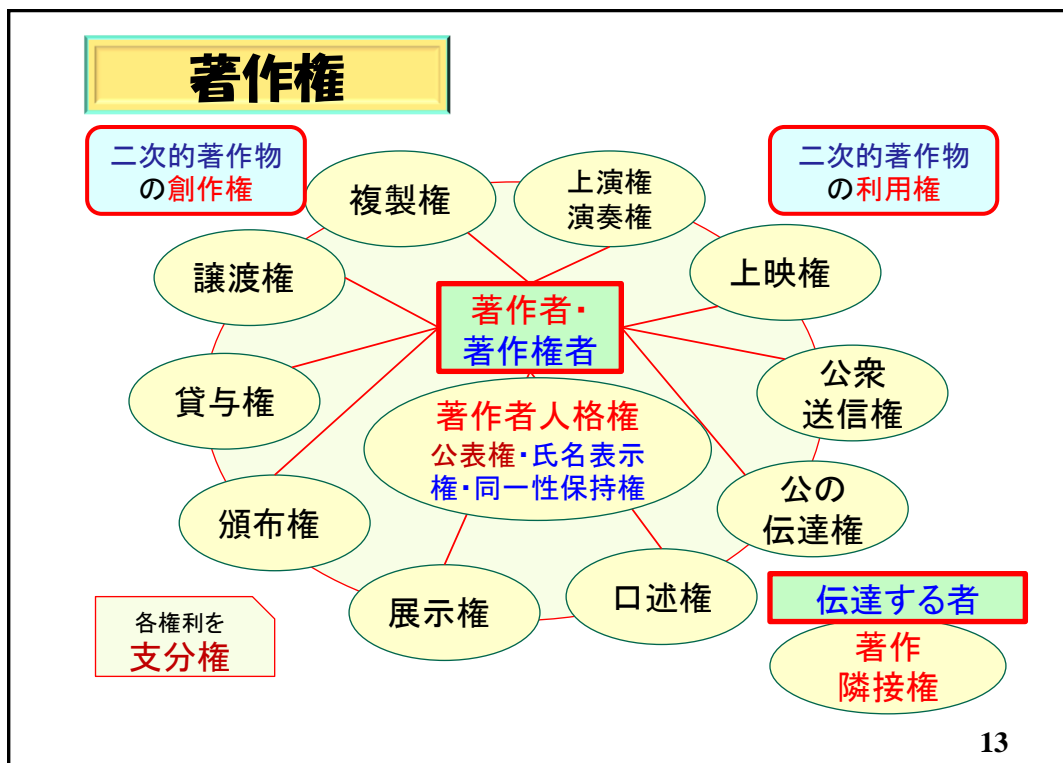 著作権
二次的著作物
の創作権
二次的著作物
の利用権
複製権
上演権
演奏権
譲渡権
上映権
著作者・
著作権者
貸与権
公衆
送信権
著作者人格権
公表権・氏名表示
権・同一性保持権
頒布権
公の
伝達権
展示権
口述権
伝達する者
著作
隣接権
各権利を
支分権
13